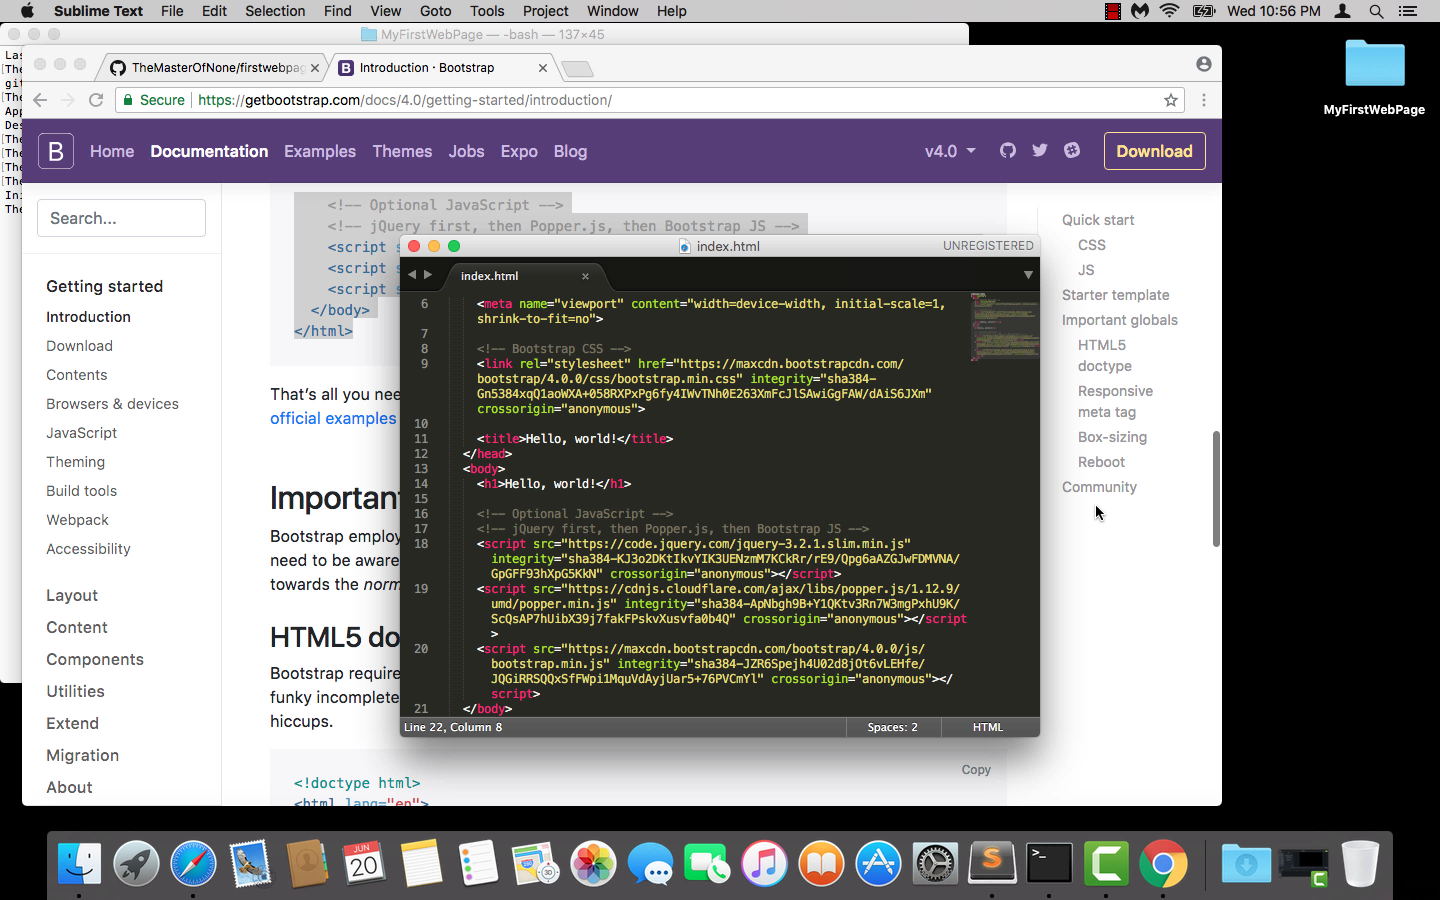 Sublime Text File Edit Selection Find View Goto Tools Project Window Help Wed 10:56 PM
MyFirstWebPage — -bash — 137×45
Las
[The
git
[The
App
Des
[The
[The
[The
[The
Ini
The
TheMasterOfNone/firstwebpag
Introduction · Bootstrap
Secure https://getbootstrap.com/docs/4.0/getting-started/introduction/
MyFirstWebPage
B Home Documentation Examples Themes Jobs Expo Blog v4.0 Download
Search...
Getting started
Introduction
Download
Contents
Browsers & devices
JavaScript
Theming
Build tools
Webpack
Accessibility
Layout
Content
Components
Utilities
Extend
Migration
About
<!-- Optional JavaScript -->
<!-- jQuery first, then Popper.js, then Bootstrap JS -->
<script s
<script s
<script s
</body>
</html>
That's all you nee
official examples
Important
Bootstrap employ
need to be aware
towards the norm
HTML5 do
Bootstrap require
funky incomplete
hiccups.
Copy
<!doctype html>
<html lang="en">
Quick start
CSS
JS
Starter template
Important globals
HTML5
doctype
Responsive
meta tag
Box-sizing
Reboot
Community
index.html UNREGISTERED
index.html
6 <meta name="viewport" content="width=device-width, initial-scale=1,
shrink-to-fit=no">
7
8 <!-- Bootstrap CSS -->
9 <link rel="stylesheet" href="https://maxcdn.bootstrapcdn.com/
bootstrap/4.0.0/css/bootstrap.min.css" integrity="sha384-
Gn5384xqQ1aoWXA+058RXPxPg6fy4IWvTNh0E263XmFcJlSAwiGgFAW/dAiS6JXm"
crossorigin="anonymous">
10
11 <title>Hello, world!</title>
12 </head>
13 <body>
14 <h1>Hello, world!</h1>
15
16 <!-- Optional JavaScript -->
17 <!-- jQuery first, then Popper.js, then Bootstrap JS -->
18 <script src="https://code.jquery.com/jquery-3.2.1.slim.min.js"
integrity="sha384-KJ3o2DKtIkvYIK3UENzmM7KCkRr/rE9/Qpg6aAZGJwFDMVNA/
GpGFF93hXpG5KkN" crossorigin="anonymous"></script>
19 <script src="https://cdnjs.cloudflare.com/ajax/libs/popper.js/1.12.9/
umd/popper.min.js" integrity="sha384-ApNbgh9B+Y1QKtv3Rn7W3mgPxhU9K/
ScQsAP7hUibX39j7fakFPskvXusvfa0b4Q" crossorigin="anonymous"></script
>
20 <script src="https://maxcdn.bootstrapcdn.com/bootstrap/4.0.0/js/
bootstrap.min.js" integrity="sha384-JZR6Spejh4U02d8jOt6vLEHfe/
JQGiRRSQQxSfFWpi1MquVdAyjUar5+76PVCmYl" crossorigin="anonymous"></
script>
21 </body>
Line 22, Column 8 Spaces: 2 HTML
JUN
20